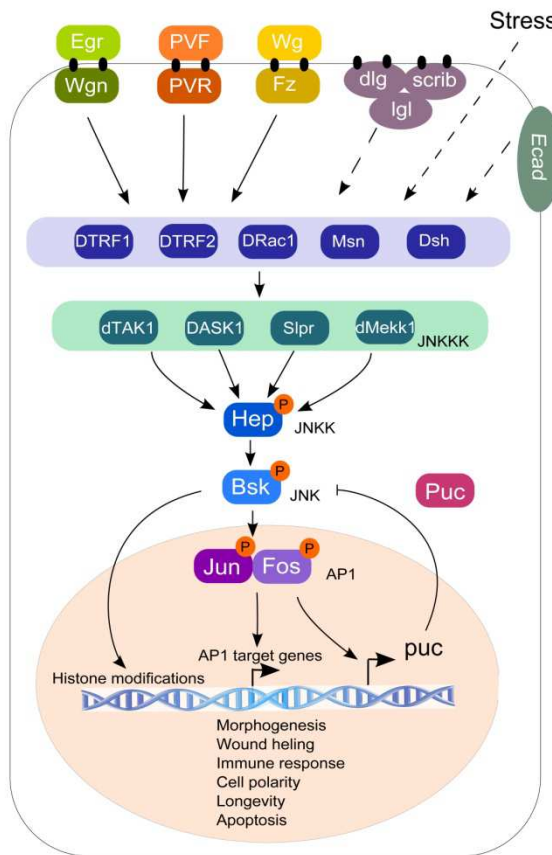 Stress
Egr
PVF
Wg
Wgn
PVR
Fz
dlg
scrib
lgl
Ecad
DTRF1
DTRF2
DRac1
Msn
Dsh
dTAK1
DASK1
Slpr
dMekk1
JNKKK
P
Hep
JNKK
P
Bsk
JNK
Puc
P
P
Jun
Fos
AP1
puc
AP1 target genes
Histone modifications
Morphogenesis
Wound heling
Immune response
Cell polarity
Longevity
Apoptosis